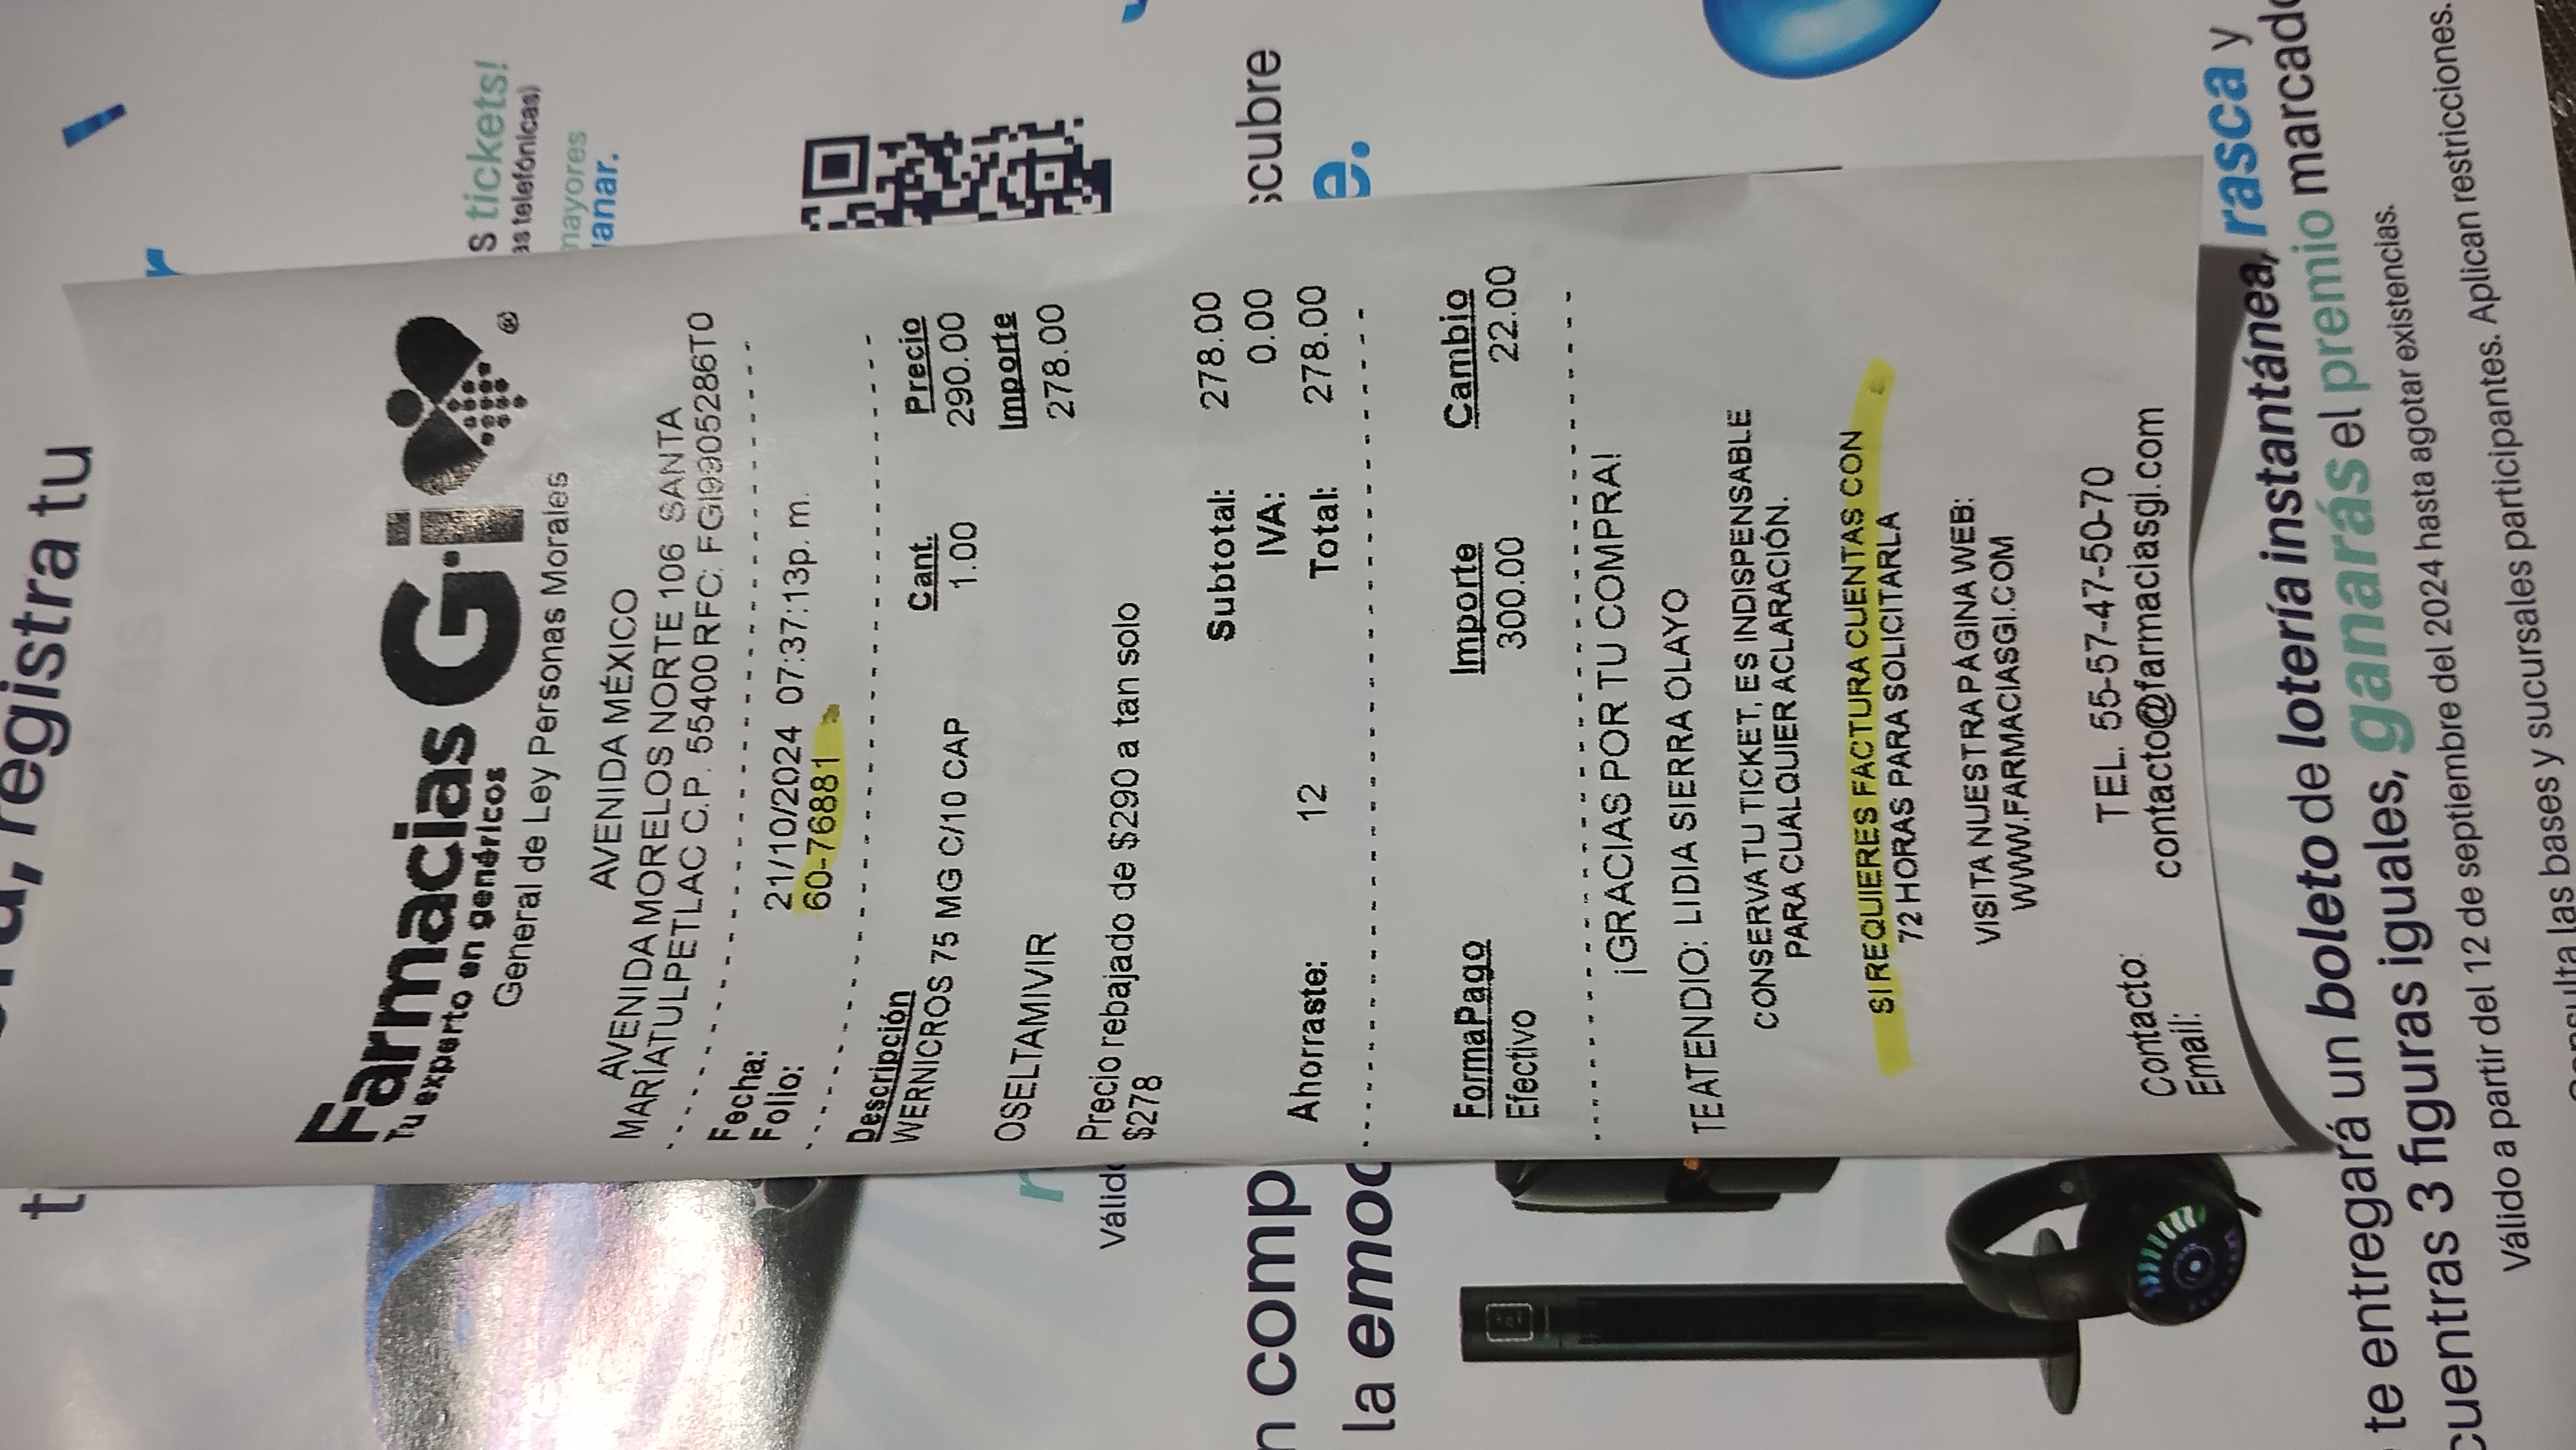 registra tu
s tickets!
as telefónicas)
mayores
anar.
scubre
e.
Farmacias Gi
®
Tu experto en genéricos
General de Ley Personas Morales
AVENIDA MÉXICO
AVENIDA MORELOS NORTE 106 SANTA
MARÍA TULPETLAC C.P. 55400 RFC: FGI9905286T0
Fecha: 21/10/2024 07:37:13p. m.
Folio: 60-76881
Descripción Cant. Precio
WERNICROS 75 MG C/10 CAP 1.00 290.00
Importe
OSELTAMIVIR 278.00
Precio rebajado de $290 a tan solo
$278
Subtotal: 278.00
IVA: 0.00
Ahorraste: 12 Total: 278.00
FormaPago Importe Cambio
Efectivo 300.00 22.00
¡GRACIAS POR TU COMPRA!
TE ATENDIO: LIDIA SIERRA OLAYO
CONSERVA TU TICKET, ES INDISPENSABLE
PARA CUALQUIER ACLARACIÓN.
SI REQUIERES FACTURA CUENTAS CON
72 HORAS PARA SOLICITARLA
VISITA NUESTRA PÁGINA WEB:
WWW.FARMACIASGI.COM
Contacto: TEL. 55-57-47-50-70
Email: contacto@farmaciasgi.com
Válid
n comp
la emoc
te entregará un boleto de lotería instantánea, rasca y
cuentras 3 figuras iguales, ganarás el premio marcado
Válido a partir del 12 de septiembre del 2024 hasta agotar existencias.
Consulta las bases y sucursales participantes. Aplican restricciones.